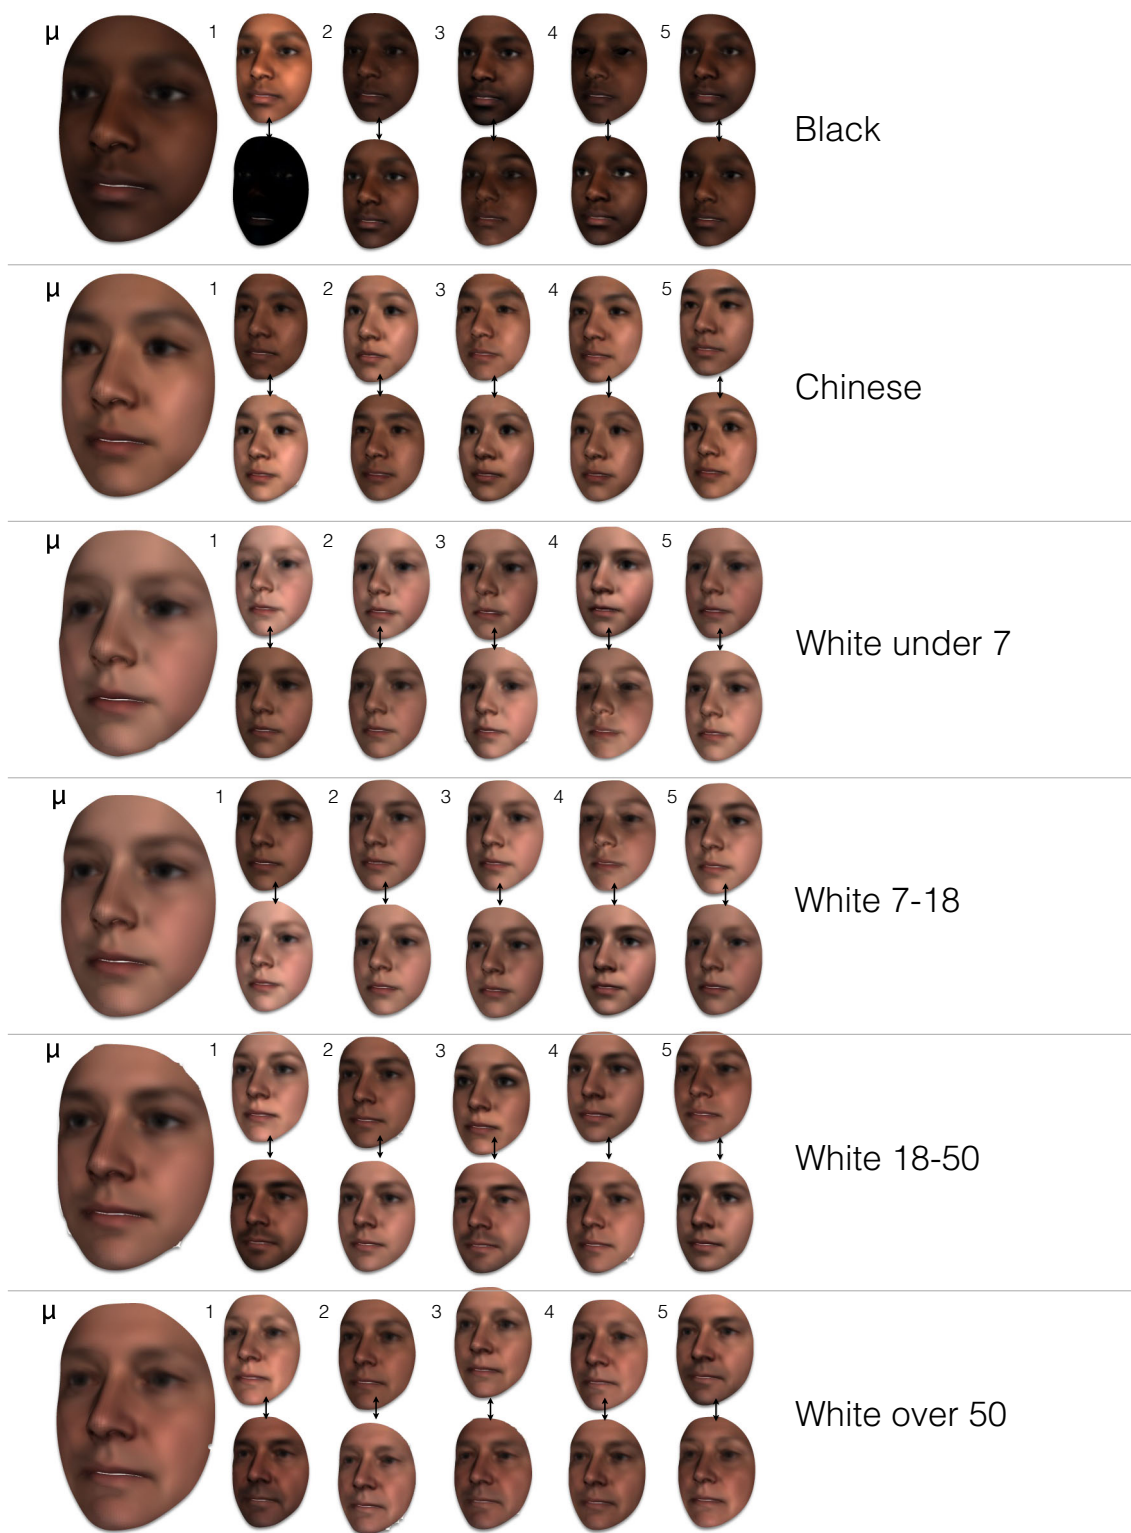 μ 1 2 3 4 5
Black
μ 1 2 3 4 5
Chinese
μ 1 2 3 4 5
White under 7
μ 1 2 3 4 5
White 7-18
μ 1 2 3 4 5
White 18-50
μ 1 2 3 4 5
White over 50